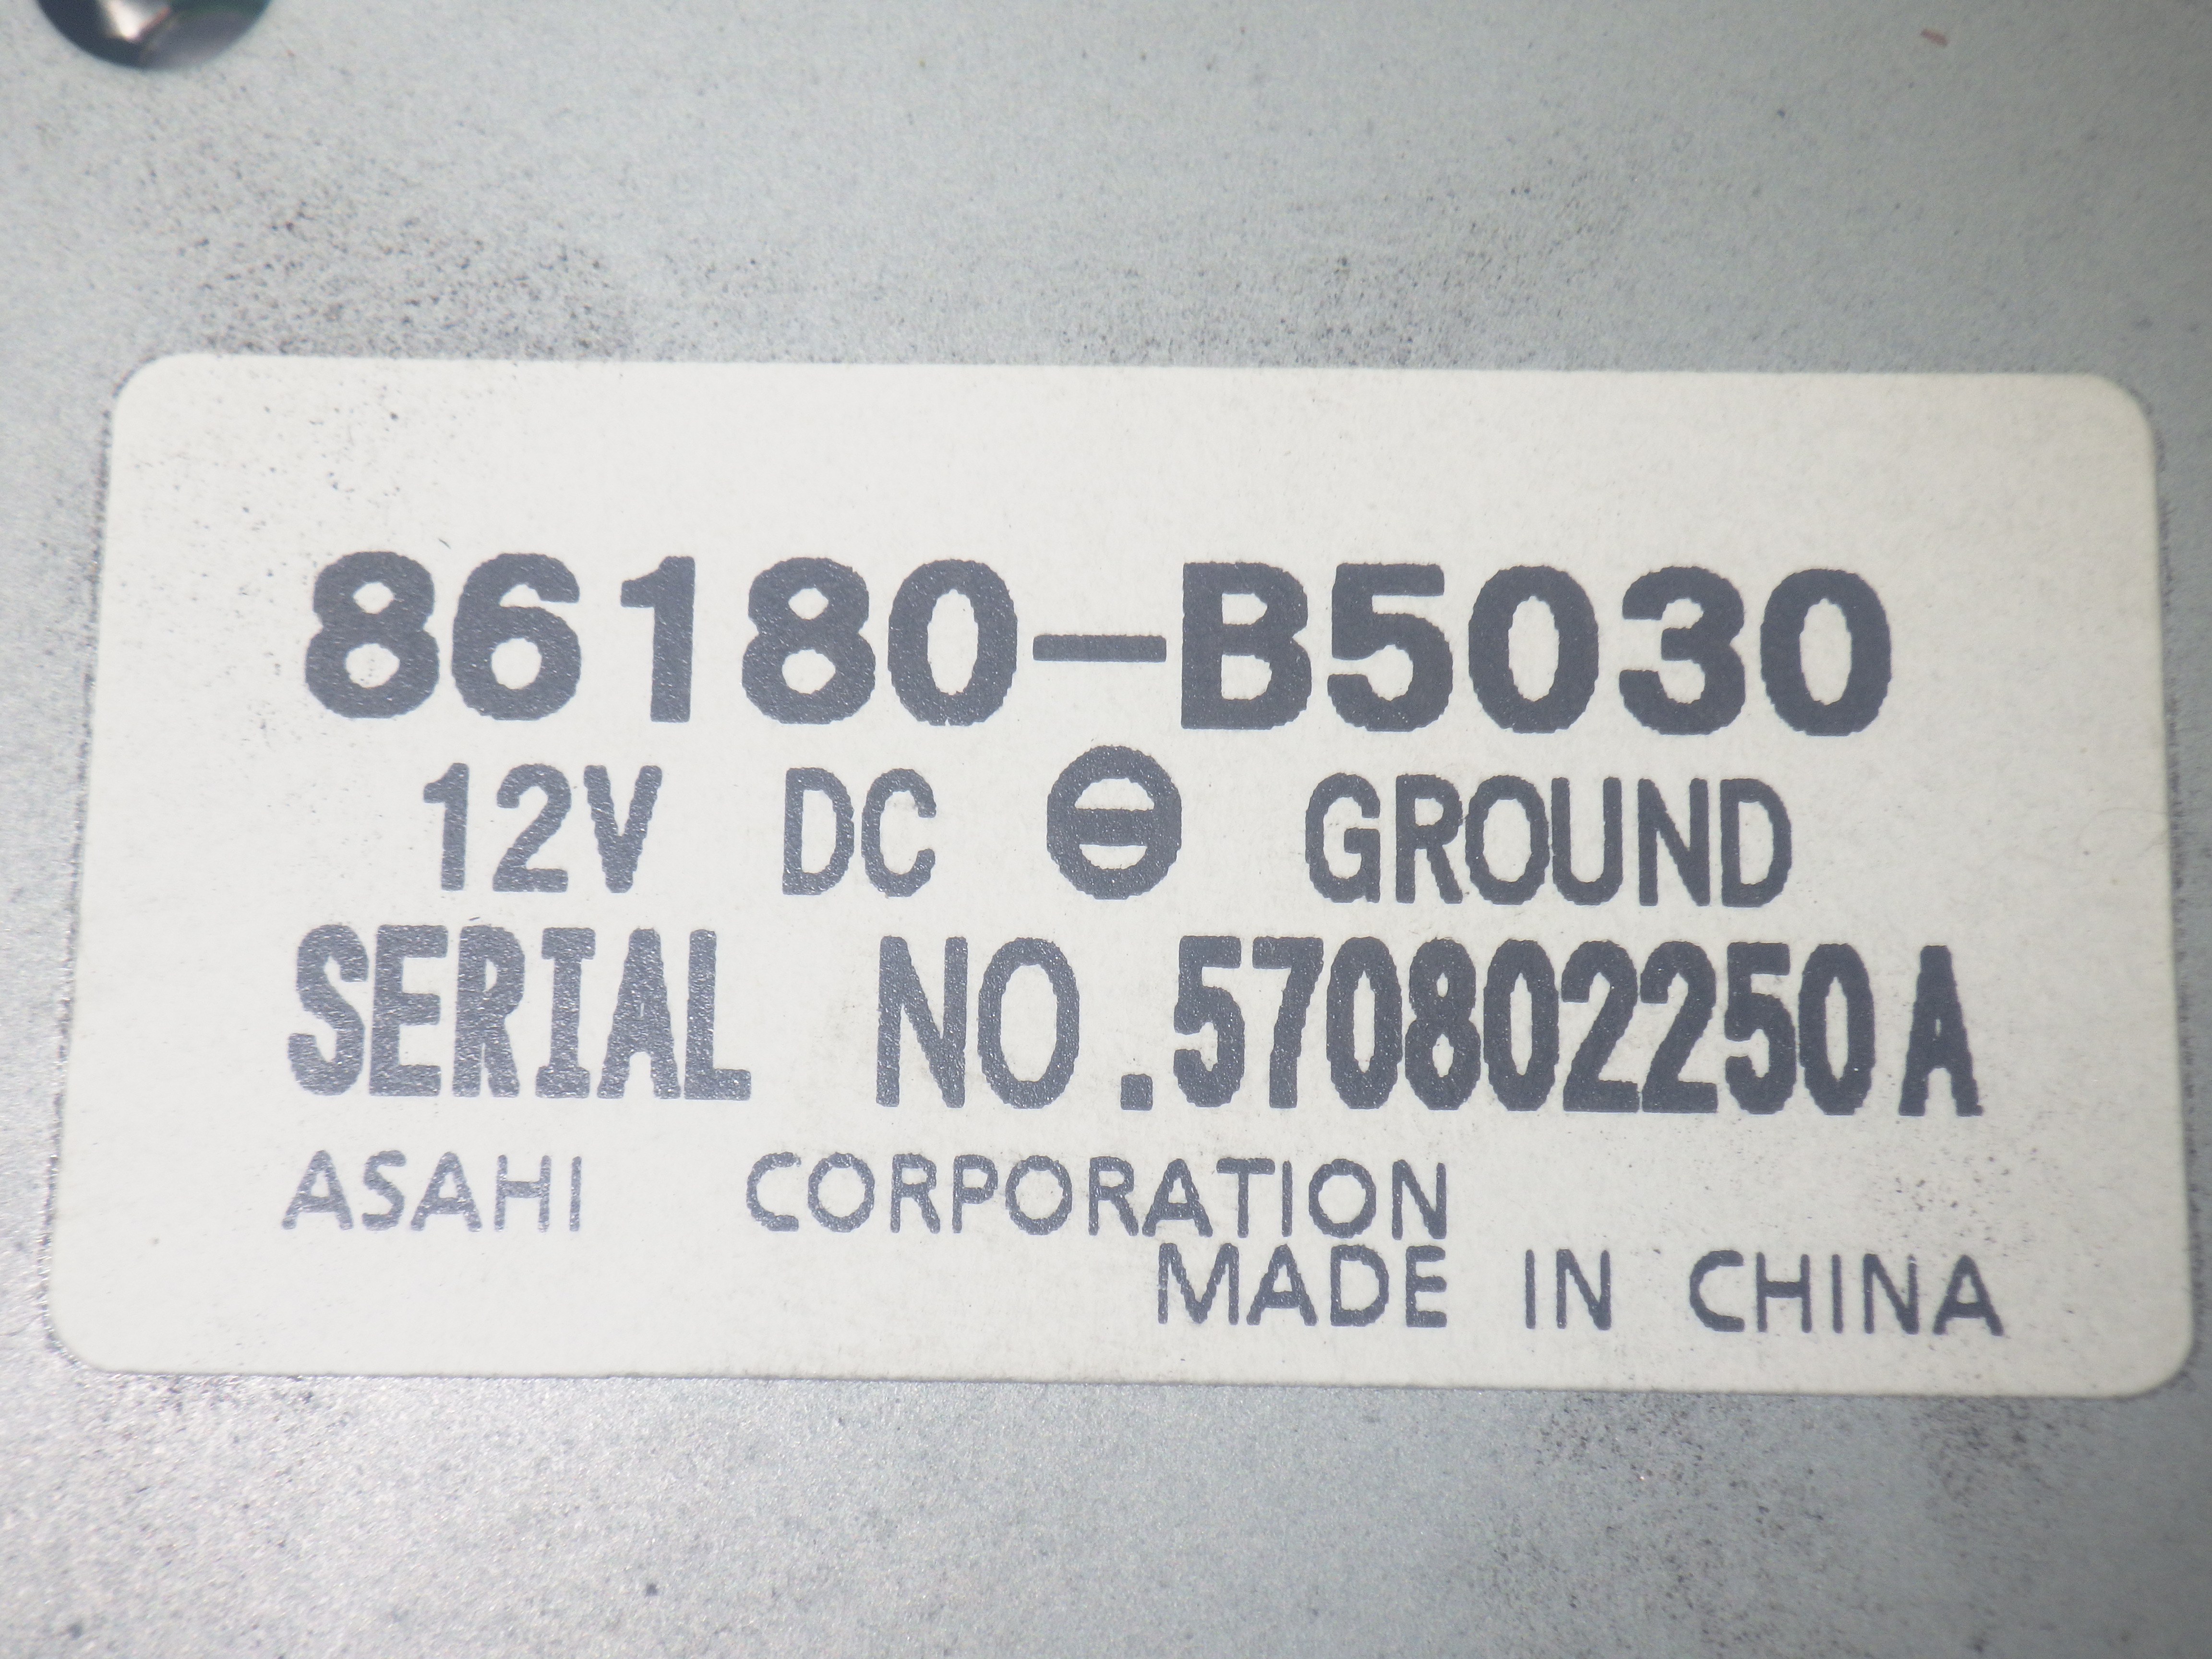 86180-B5030
12V DC ⊖ GROUND
SERIAL NO.570802250A
ASAHI CORPORATION
MADE IN CHINA